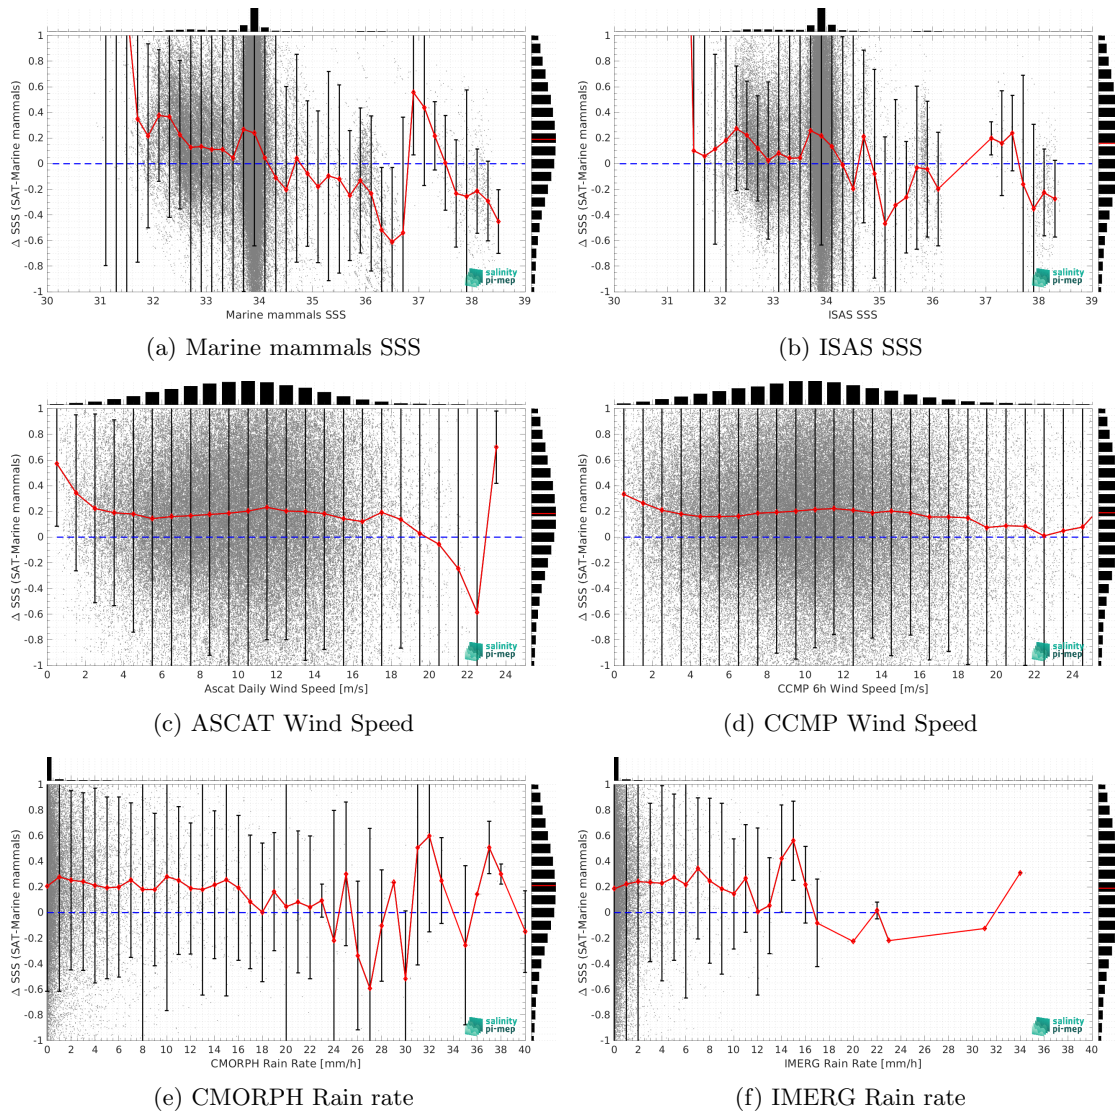 Δ SSS (SAT-Marine mammals)
1
0.8
0.6
0.4
0.2
0
-0.2
-0.4
-0.6
-0.8
-1
salinity
pi-mep
30 31 32 33 34 35 36 37 38 39
Marine mammals SSS
(a) Marine mammals SSS
Δ SSS (SAT-Marine mammals)
1
0.8
0.6
0.4
0.2
0
-0.2
-0.4
-0.6
-0.8
-1
salinity
pi-mep
30 31 32 33 34 35 36 37 38 39
ISAS SSS
(b) ISAS SSS
Δ SSS (SAT-Marine mammals)
1
0.8
0.6
0.4
0.2
0
-0.2
-0.4
-0.6
-0.8
-1
salinity
pi-mep
0 2 4 6 8 10 12 14 16 18 20 22 24
Ascat Daily Wind Speed [m/s]
(c) ASCAT Wind Speed
Δ SSS (SAT-Marine mammals)
1
0.8
0.6
0.4
0.2
0
-0.2
-0.4
-0.6
-0.8
-1
salinity
pi-mep
0 2 4 6 8 10 12 14 16 18 20 22 24
CCMP 6h Wind Speed [m/s]
(d) CCMP Wind Speed
Δ SSS (SAT-Marine mammals)
1
0.8
0.6
0.4
0.2
0
-0.2
-0.4
-0.6
-0.8
-1
salinity
pi-mep
0 2 4 6 8 10 12 14 16 18 20 22 24 26 28 30 32 34 36 38 40
CMORPH Rain Rate [mm/h]
(e) CMORPH Rain rate
Δ SSS (SAT-Marine mammals)
1
0.8
0.6
0.4
0.2
0
-0.2
-0.4
-0.6
-0.8
-1
salinity
pi-mep
0 2 4 6 8 10 12 14 16 18 20 22 24 26 28 30 32 34 36 38 40
IMERG Rain Rate [mm/h]
(f) IMERG Rain rate